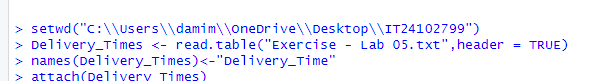 > setwd("C:\\Users\\damim\\OneDrive\\Desktop\\IT24102799")
> Delivery_Times <- read.table("Exercise - Lab 05.txt",header = TRUE)
> names(Delivery_Times)<-"Delivery_Time"
> attach(Delivery_Times)